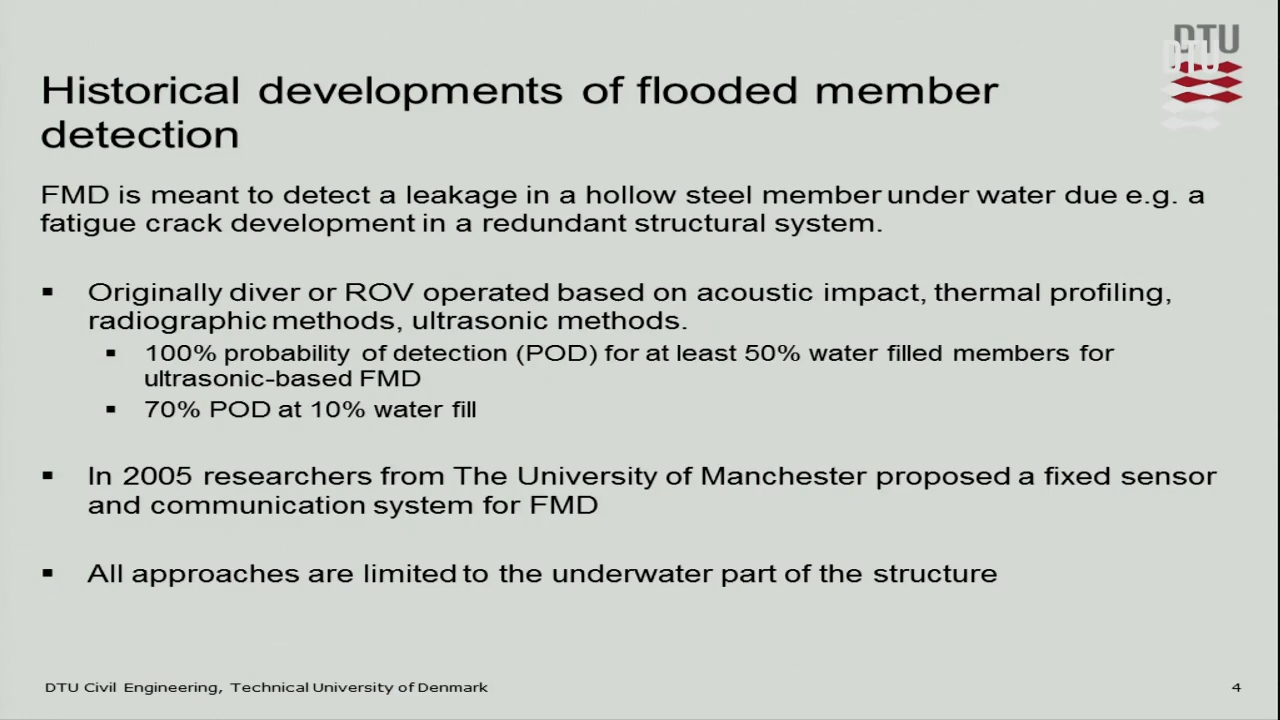 DTU
DTU
Historical developments of flooded member
detection
FMD is meant to detect a leakage in a hollow steel member under water due e.g. a
fatigue crack development in a redundant structural system.
▪ Originally diver or ROV operated based on acoustic impact, thermal profiling,
radiographic methods, ultrasonic methods.
▪ 100% probability of detection (POD) for at least 50% water filled members for
ultrasonic-based FMD
▪ 70% POD at 10% water fill
▪ In 2005 researchers from The University of Manchester proposed a fixed sensor
and communication system for FMD
▪ All approaches are limited to the underwater part of the structure
DTU Civil Engineering, Technical University of Denmark
4